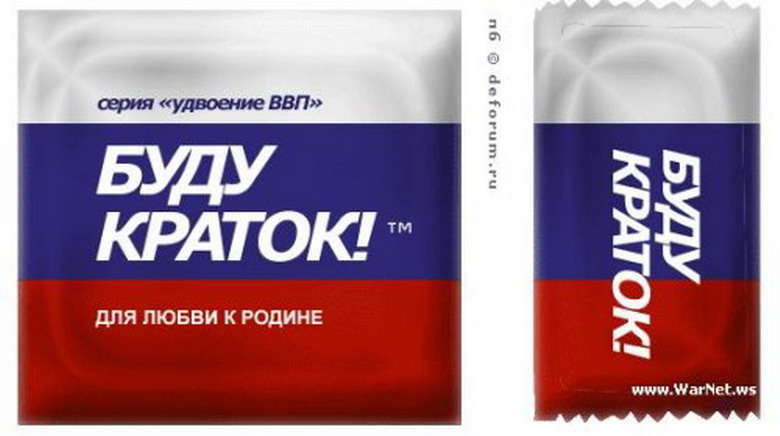 серия «удвоение ВВП»
БУДУ
КРАТОК! ™
ДЛЯ ЛЮБВИ К РОДИНЕ
n6 @ deforum.ru
БУДУ
КРАТОК!
www.WarNet.ws